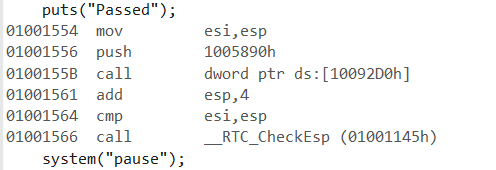 puts("Passed");
01001554 mov esi,esp
01001556 push 1005890h
0100155B call dword ptr ds:[10092D0h]
01001561 add esp,4
01001564 cmp esi,esp
01001566 call __RTC_CheckEsp (01001145h)
system("pause");